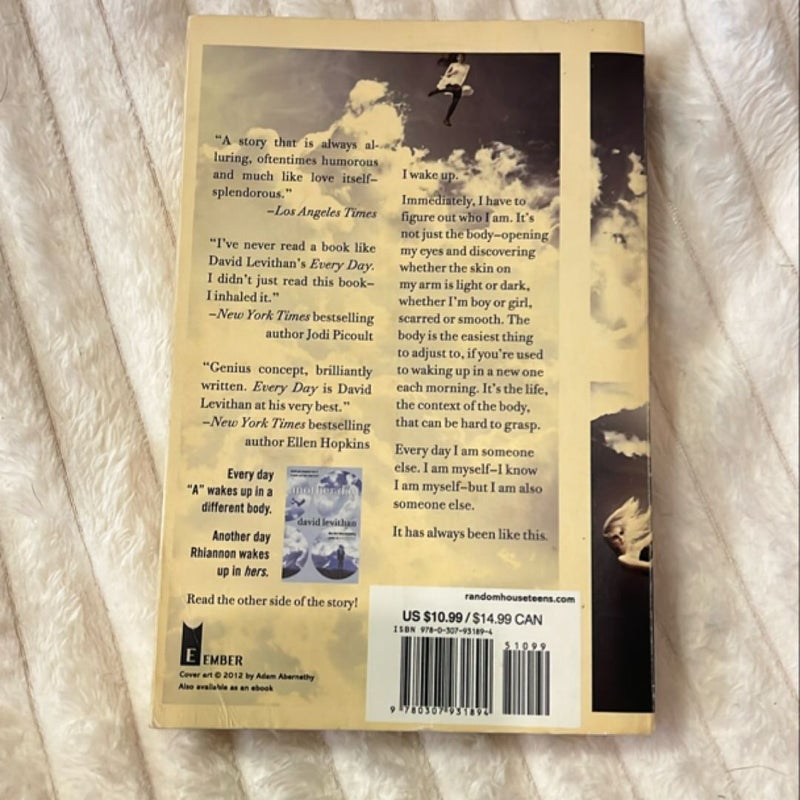 “A story that is always al-
luring, oftentimes humorous
and much like love itself–
splendorous.”
–Los Angeles Times
“I’ve never read a book like
David Levithan’s Every Day.
I didn’t just read this book–
I inhaled it.”
–New York Times bestselling
author Jodi Picoult
“Genius concept, brilliantly
written. Every Day is David
Levithan at his very best.”
–New York Times bestselling
author Ellen Hopkins
Every day
“A” wakes up in a
different body.
Another day
Rhiannon wakes
up in hers.
another day
david levithan
Read the other side of the story!
E EMBER
Cover art © 2012 by Adam Abernethy
Also available as an ebook
I wake up.
Immediately, I have to
figure out who I am. It’s
not just the body–opening
my eyes and discovering
whether the skin on
my arm is light or dark,
whether I’m boy or girl,
scarred or smooth. The
body is the easiest thing
to adjust to, if you’re used
to waking up in a new one
each morning. It’s the life,
the context of the body,
that can be hard to grasp.
Every day I am someone
else. I am myself–I know
I am myself–but I am also
someone else.
It has always been like this.
randomhouseteens.com
US $10.99 / $14.99 CAN
ISBN 978-0-307-93189-4
51099
9 780307 931894